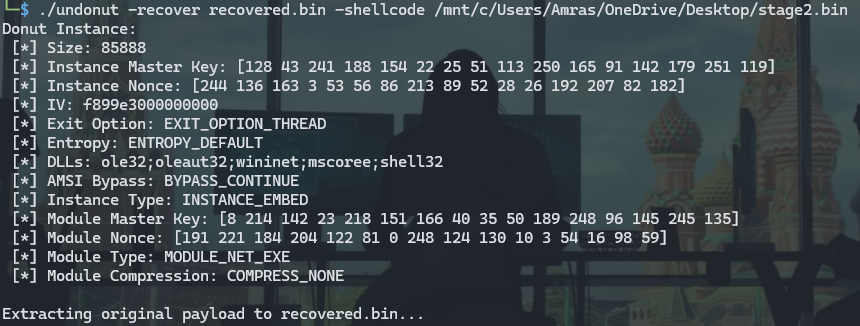 └─$ ./undonut -recover recovered.bin -shellcode /mnt/c/Users/Amras/OneDrive/Desktop/stage2.bin
Donut Instance:
[*] Size: 85888
[*] Instance Master Key: [128 43 241 188 154 22 25 51 113 250 165 91 142 179 251 119]
[*] Instance Nonce: [244 136 163 3 53 56 86 213 89 52 28 26 192 207 82 182]
[*] IV: f899e3000000000
[*] Exit Option: EXIT_OPTION_THREAD
[*] Entropy: ENTROPY_DEFAULT
[*] DLLs: ole32;oleaut32;wininet;mscoree;shell32
[*] AMSI Bypass: BYPASS_CONTINUE
[*] Instance Type: INSTANCE_EMBED
[*] Module Master Key: [8 214 142 23 218 151 166 40 35 50 189 248 96 145 245 135]
[*] Module Nonce: [191 221 184 204 122 81 0 248 124 130 10 3 54 16 98 59]
[*] Module Type: MODULE_NET_EXE
[*] Module Compression: COMPRESS_NONE
Extracting original payload to recovered.bin...